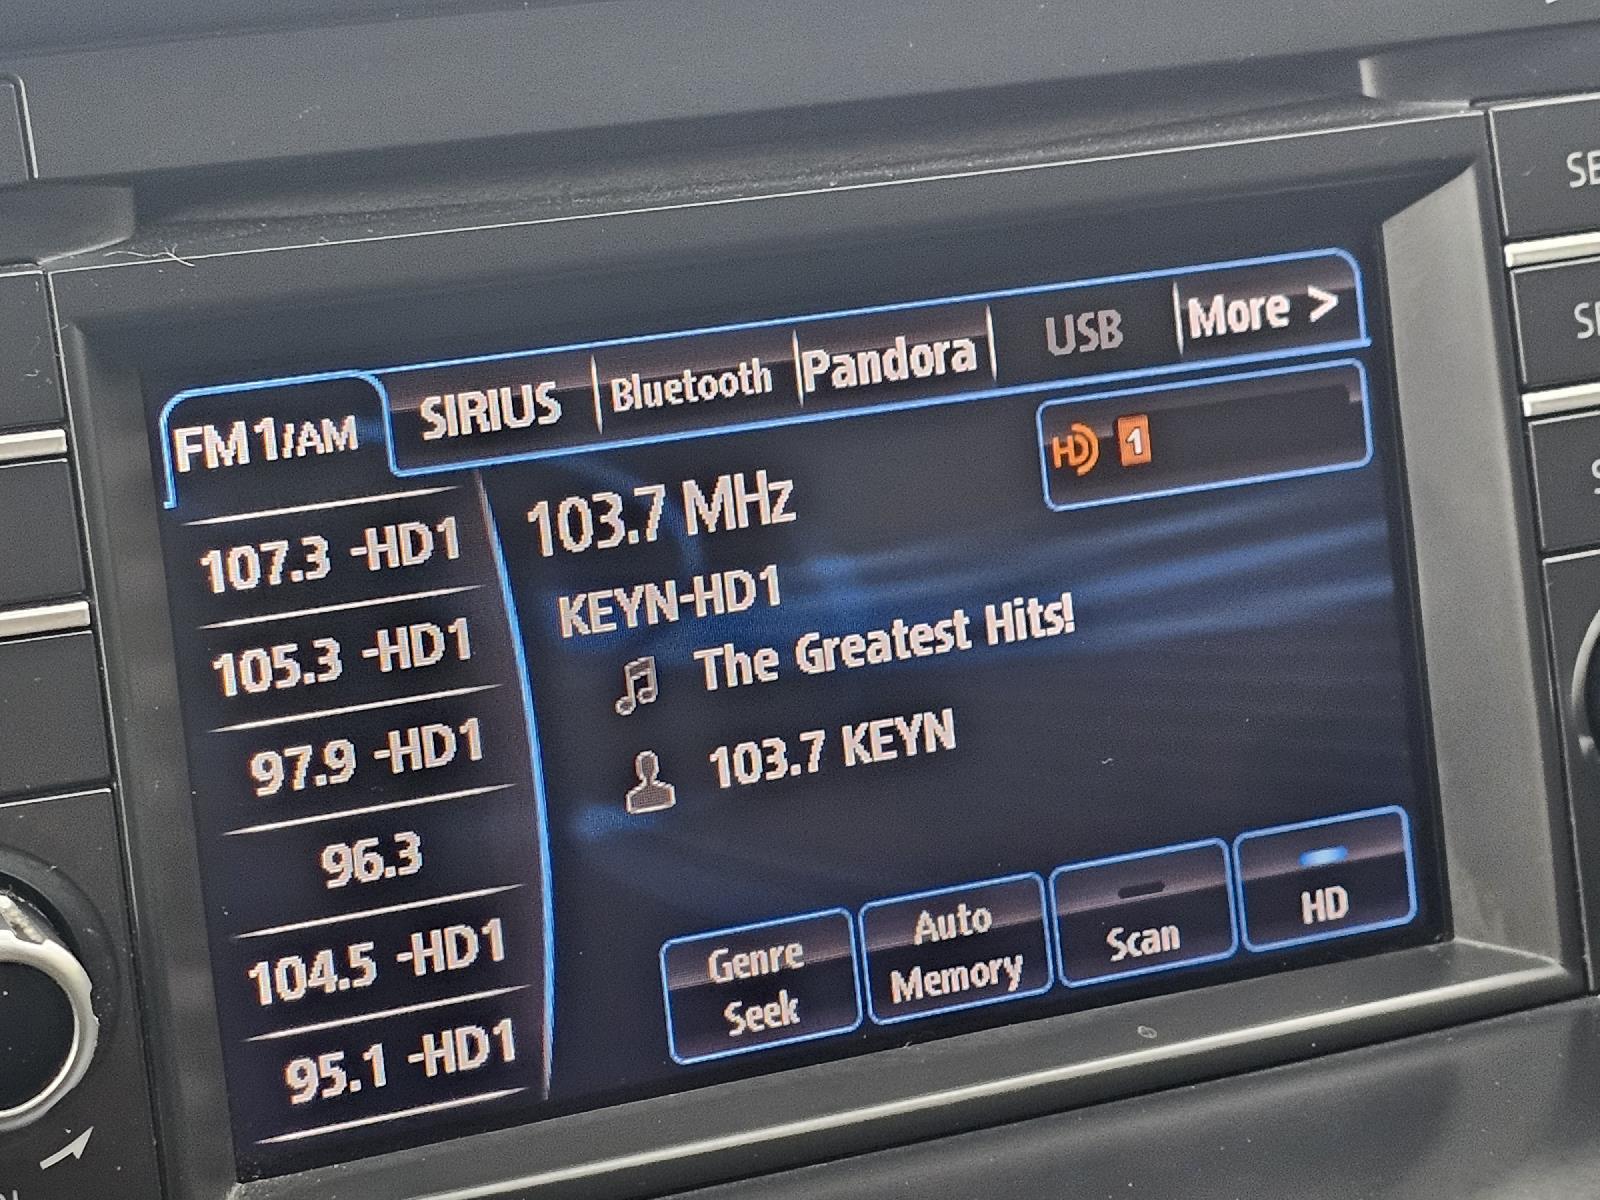 FM1/AM SIRIUS Bluetooth Pandora USB More >
HD 1
103.7 MHz
KEYN-HD1
The Greatest Hits!
103.7 KEYN
107.3 -HD1
105.3 -HD1
97.9 -HD1
96.3
104.5 -HD1
95.1 -HD1
Genre
Seek
Auto
Memory
Scan
HD